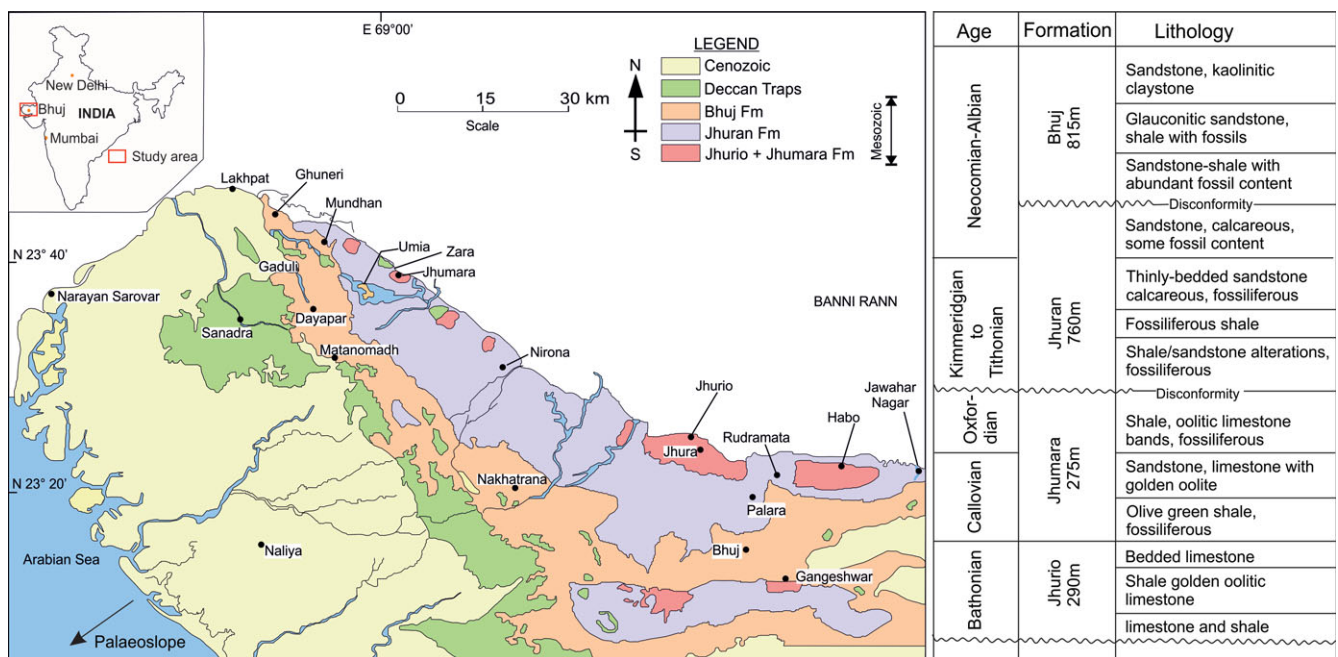 E 69°00'
New Delhi
INDIA
Bhuj
Mumbai
Study area
N
S
0 18 30 km
Scale
LEGEND
Cenozoic
Deccan Traps
Bhuj Fm
Jhuran Fm
Jhurio + Jhumara Fm
Mesozoic
Lakhpat
Ghuneri
Mundhan
Umia
Zara
Jhumara
N 23° 40'
Gaduli
Narayan Sarovar
BANNI RANN
Sanadra
Dayapar
Matanomadh
Nirona
Jhurio
Jawahar
Nagar
Habo
Rudramata
Jhura
N 23° 20'
Nakhatrana
Palara
Arabian Sea
Naliya
Bhuj
Gangeshwar
Palaeoslope
Age Formation Lithology
Neocomian-Albian
Bhuj
815m
Sandstone, kaolinitic
claystone
Glauconitic sandstone,
shale with fossils
Sandstone-shale with
abundant fossil content
Disconformity
Sandstone, calcareous,
some fossil content
Kimmeridgian
to
Tithonian
Jhuran
760m
Thinly-bedded sandstone
calcareous, fossiliferous
Fossiliferous shale
Shale/sandstone alterations,
fossiliferous
Disconformity
Oxfor-
dian
Jhumara
275m
Shale, oolitic limestone
bands, fossiliferous
Callovian
Sandstone, limestone with
golden oolite
Olive green shale,
fossiliferous
Bathonian
Jhurio
290m
Bedded limestone
Shale golden oolitic
limestone
limestone and shale